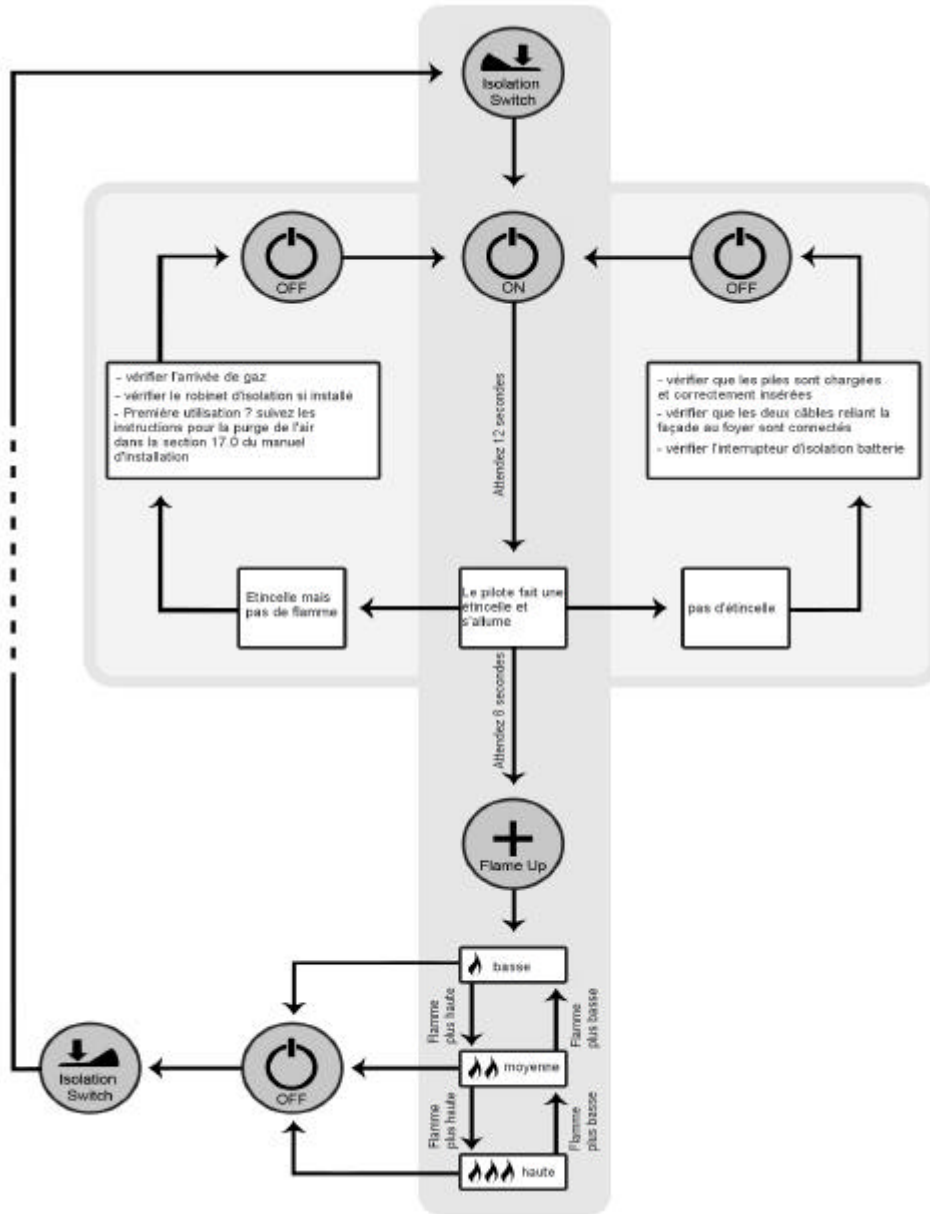 Isolation
Switch
OFF
ON
OFF
- vérifier l'arrivée de gaz
- vérifier le robinet d'isolation si installé
- Première utilisation ? suivez les
instructions pour la purge de l'air
dans la section 17.0 du manuel
d'installation
Attendez 12 secondes
- vérifier que les piles sont chargées
et correctement insérées
- vérifier que les deux câbles reliant la
façade au foyer sont connectés
- vérifier l'interrupteur d'isolation batterie
Etincelle mais
pas de flamme
Le pilote fait une
étincelle et
s'allume
pas d'étincelle
Attendez 6 secondes
Flame Up
basse
Flamme
plus haute
Flamme
plus basse
Isolation
Switch
OFF
moyenne
Flamme
plus haute
Flamme
plus basse
haute